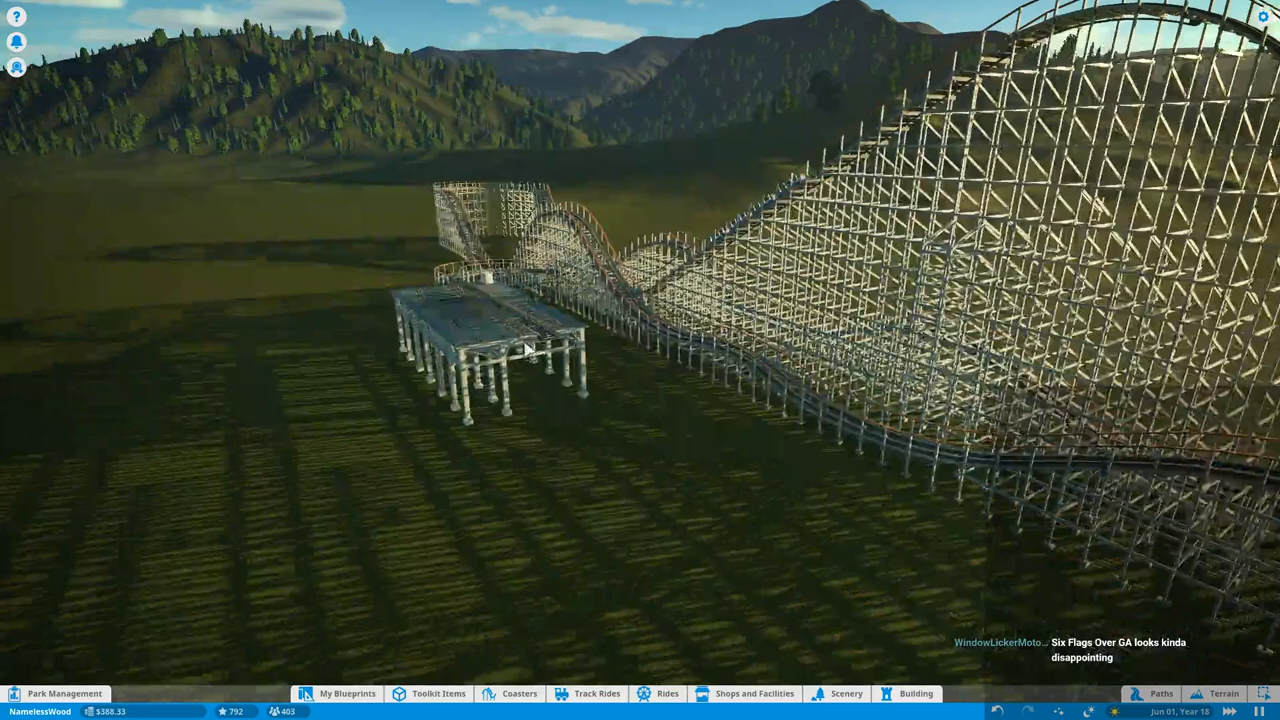 ?
WindowLickerMoto... Six Flags Over GA looks kinda
disappointing
Park Management
My Blueprints
Toolkit Items
Coasters
Track Rides
Rides
Shops and Facilities
Scenery
Building
Paths
Terrain
NamelessWood
$388.33
792
403
Jun 01, Year 18